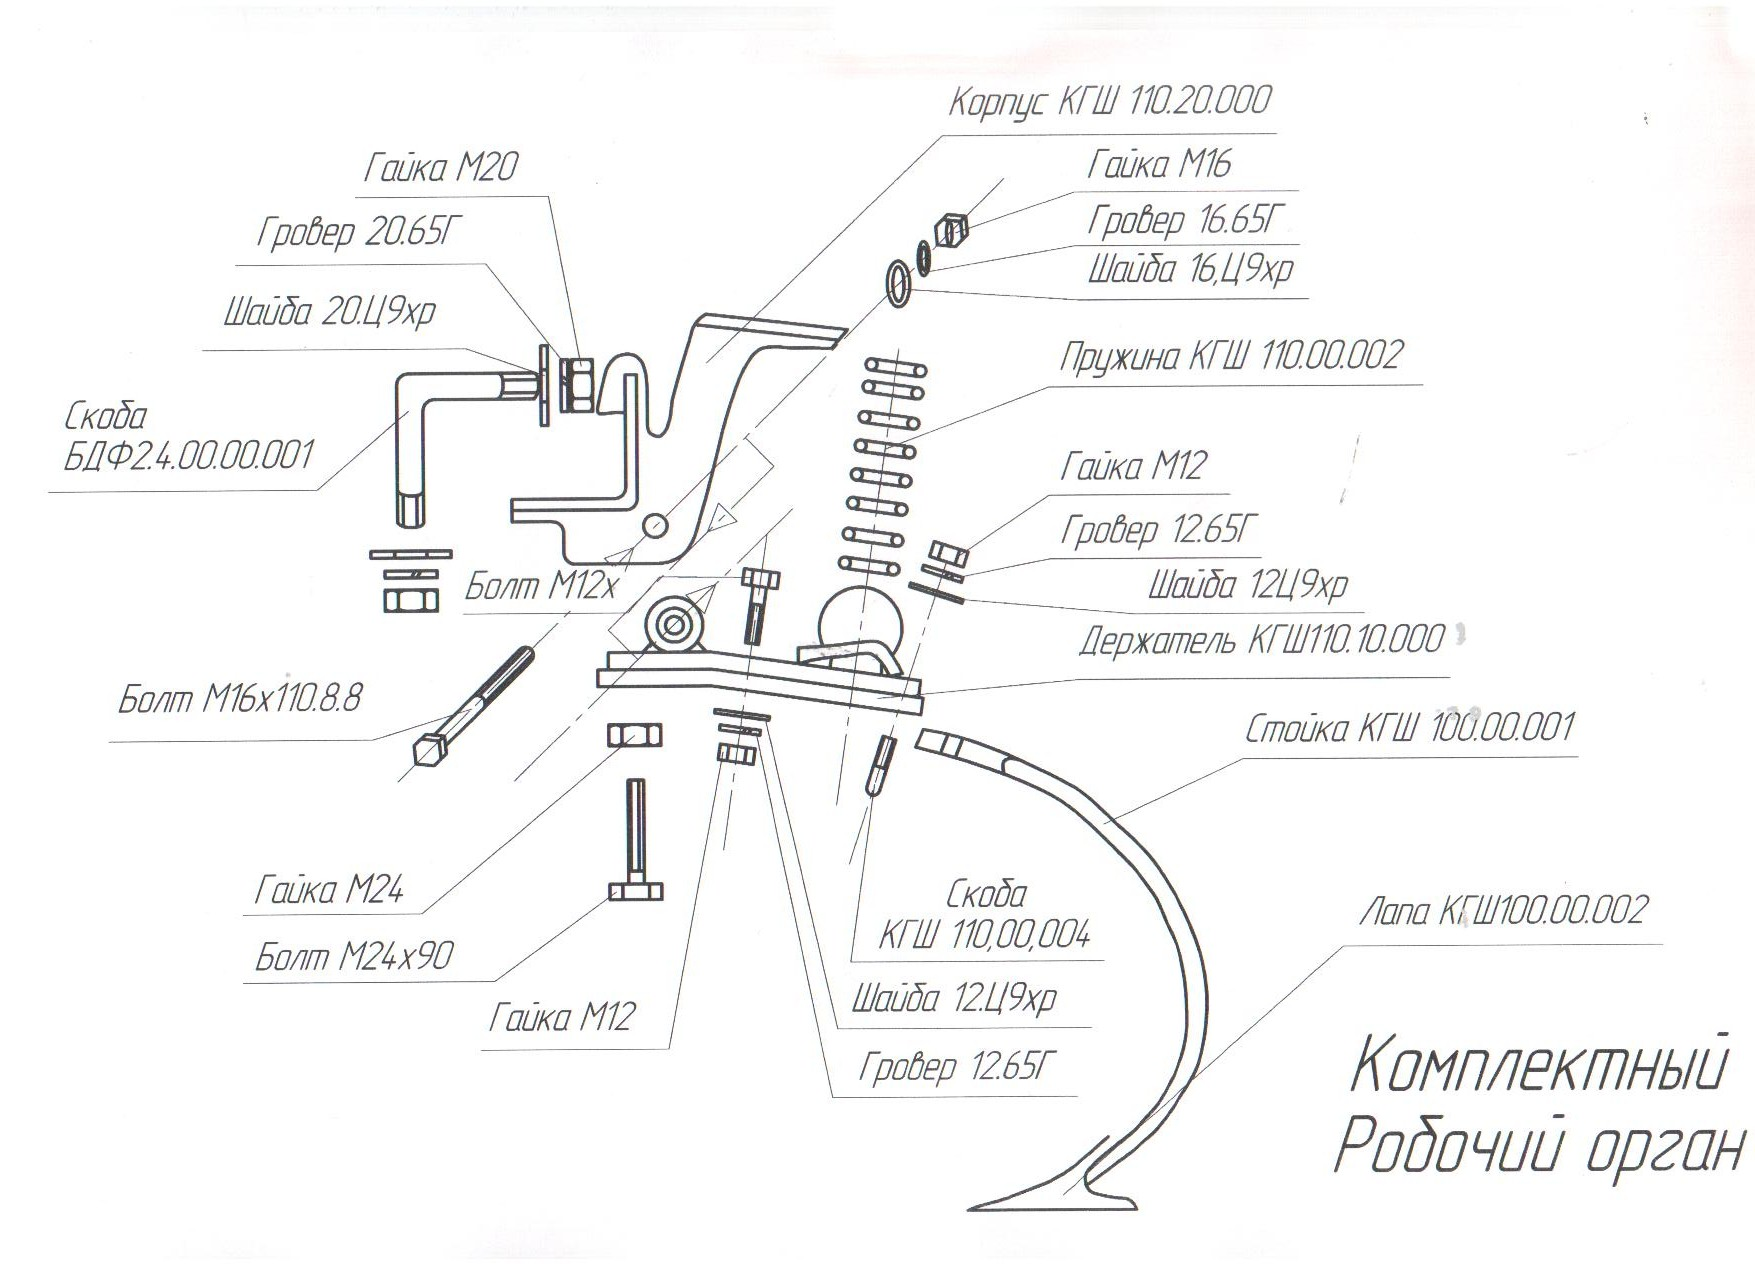 Корпус КГШ 110.20.000
Гайка М20
Гайка М16
Гровер 20.65Г
Гровер 16.65Г
Шайба 16,Ц9хр
Шайба 20.Ц9хр
Пружина КГШ 110.00.002
Скоба
БДФ2.4.00.00.001
Гайка М12
Гровер 12.65Г
Болт М12х
Шайба 12Ц9хр
Держатель КГШ110.10.000
Болт М16х110.8.8
Стойка КГШ 100.00.001
Гайка М24
Скоба
КГШ 110,00,004
Лапа КГШ100.00.002
Болт М24х90
Гайка М12
Шайба 12.Ц9хр
Гровер 12.65Г
Комплектный
Робочий орган